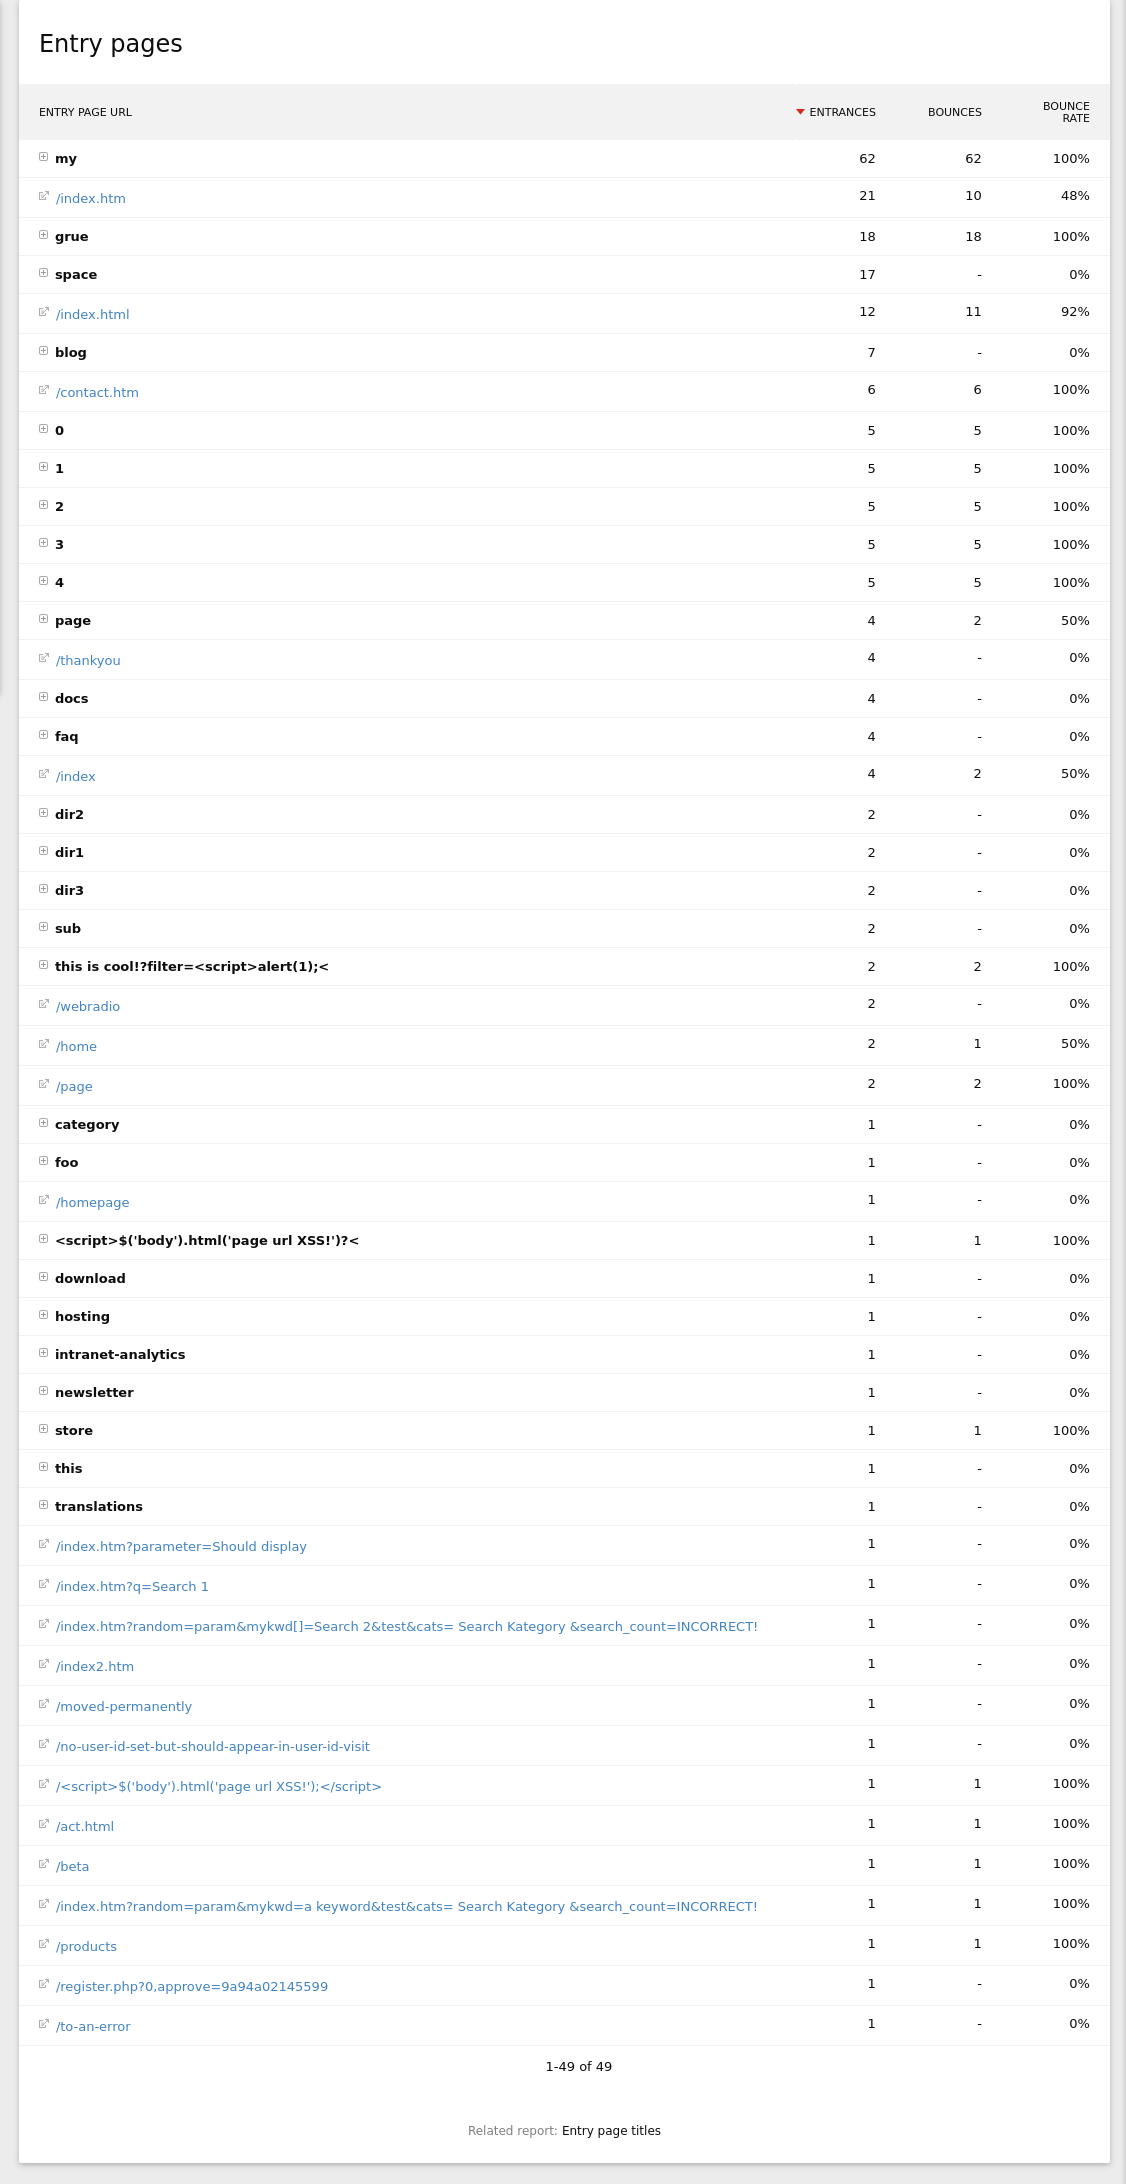 Entry pages
ENTRY PAGE URL ENTRANCES BOUNCES BOUNCE RATE
my 62 62 100%
/index.htm 21 10 48%
grue 18 18 100%
space 17 - 0%
/index.html 12 11 92%
blog 7 - 0%
/contact.htm 6 6 100%
0 5 5 100%
1 5 5 100%
2 5 5 100%
3 5 5 100%
4 5 5 100%
page 4 2 50%
/thankyou 4 - 0%
docs 4 - 0%
faq 4 - 0%
/index 4 2 50%
dir2 2 - 0%
dir1 2 - 0%
dir3 2 - 0%
sub 2 - 0%
this is cool!?filter=<script>alert(1);< 2 2 100%
/webradio 2 - 0%
/home 2 1 50%
/page 2 2 100%
category 1 - 0%
foo 1 - 0%
/homepage 1 - 0%
<script>$('body').html('page url XSS!')?< 1 1 100%
download 1 - 0%
hosting 1 - 0%
intranet-analytics 1 - 0%
newsletter 1 - 0%
store 1 1 100%
this 1 - 0%
translations 1 - 0%
/index.htm?parameter=Should display 1 - 0%
/index.htm?q=Search 1 1 - 0%
/index.htm?random=param&mykwd[]=Search 2&test&cats= Search Kategory &search_count=INCORRECT! 1 - 0%
/index2.htm 1 - 0%
/moved-permanently 1 - 0%
/no-user-id-set-but-should-appear-in-user-id-visit 1 - 0%
/<script>$('body').html('page url XSS!');</script> 1 1 100%
/act.html 1 1 100%
/beta 1 1 100%
/index.htm?random=param&mykwd=a keyword&test&cats= Search Kategory &search_count=INCORRECT! 1 1 100%
/products 1 1 100%
/register.php?0,approve=9a94a02145599 1 - 0%
/to-an-error 1 - 0%
1-49 of 49
Related report: Entry page titles